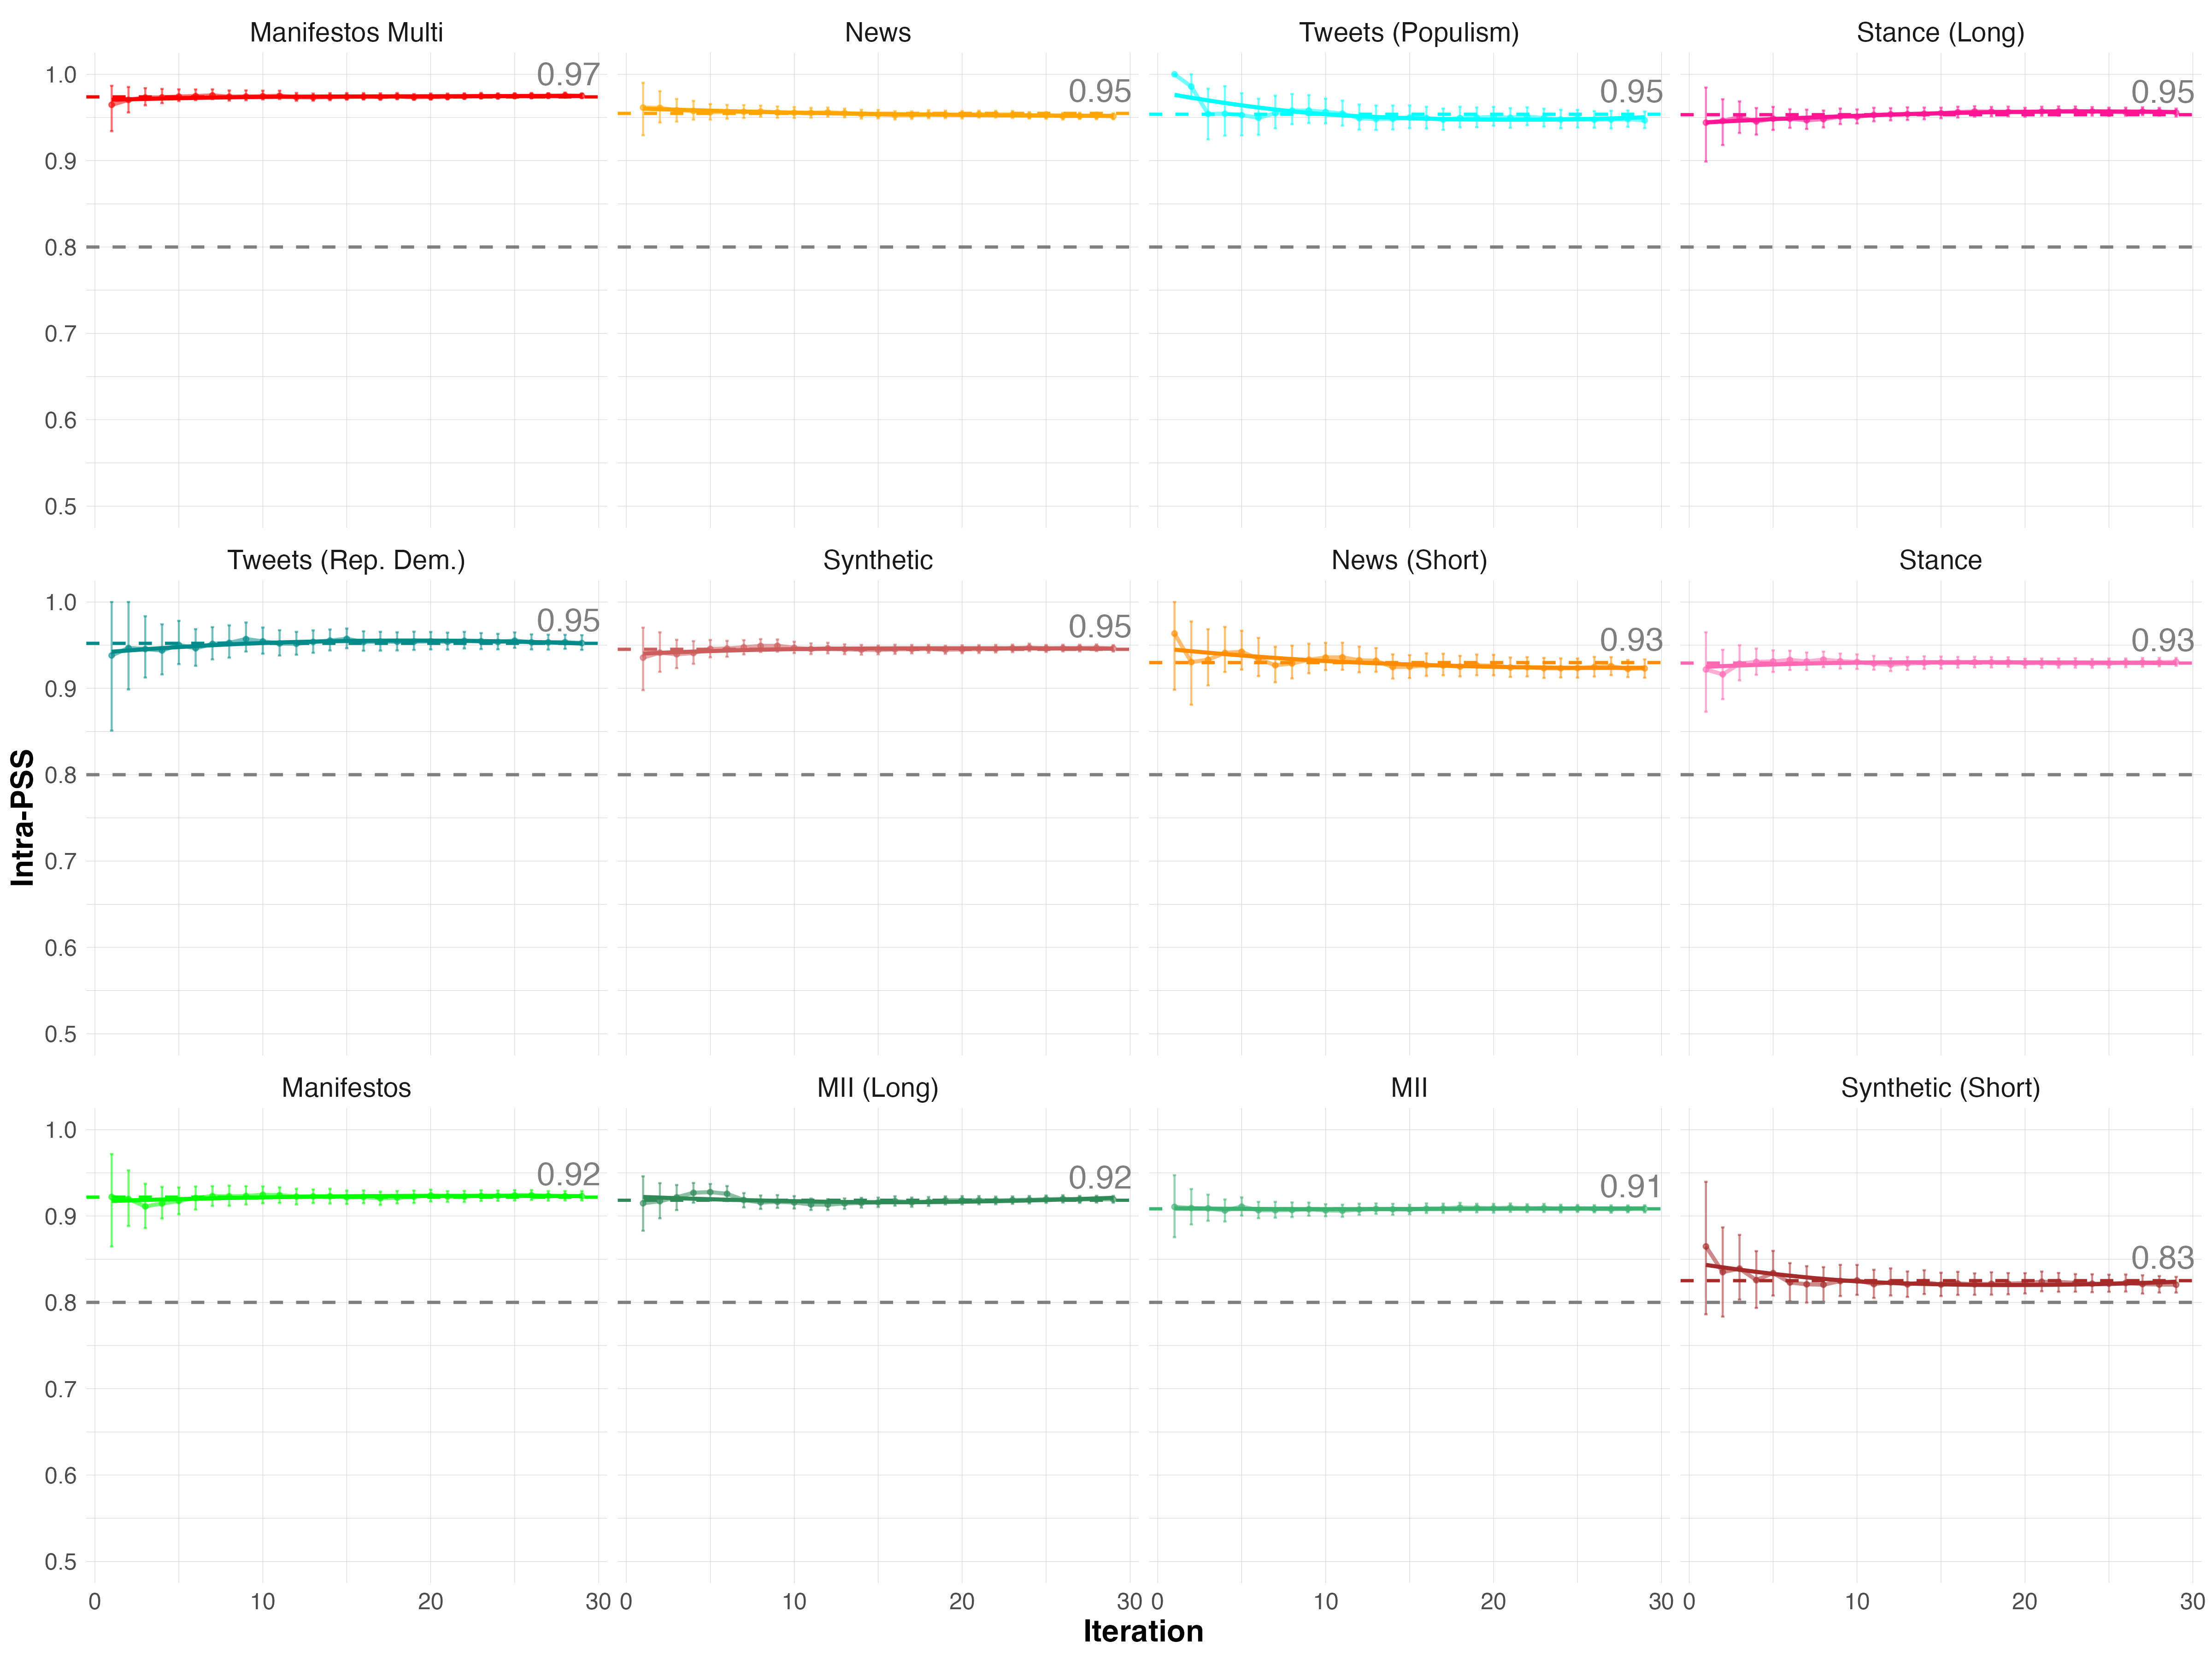 Manifestos Multi
News
Tweets (Populism)
Stance (Long)
1.0
0.9
0.8
0.7
0.6
0.5
0.97
0.95
0.95
0.95
Tweets (Rep. Dem.)
Synthetic
News (Short)
Stance
1.0
0.9
0.8
0.7
0.6
0.5
0.95
0.95
0.93
0.93
Intra-PSS
Manifestos
MII (Long)
MII
Synthetic (Short)
1.0
0.9
0.8
0.7
0.6
0.5
0.92
0.92
0.91
0.83
0 10 20 30
0 10 20 30
0 10 20 30
0 10 20 30
Iteration